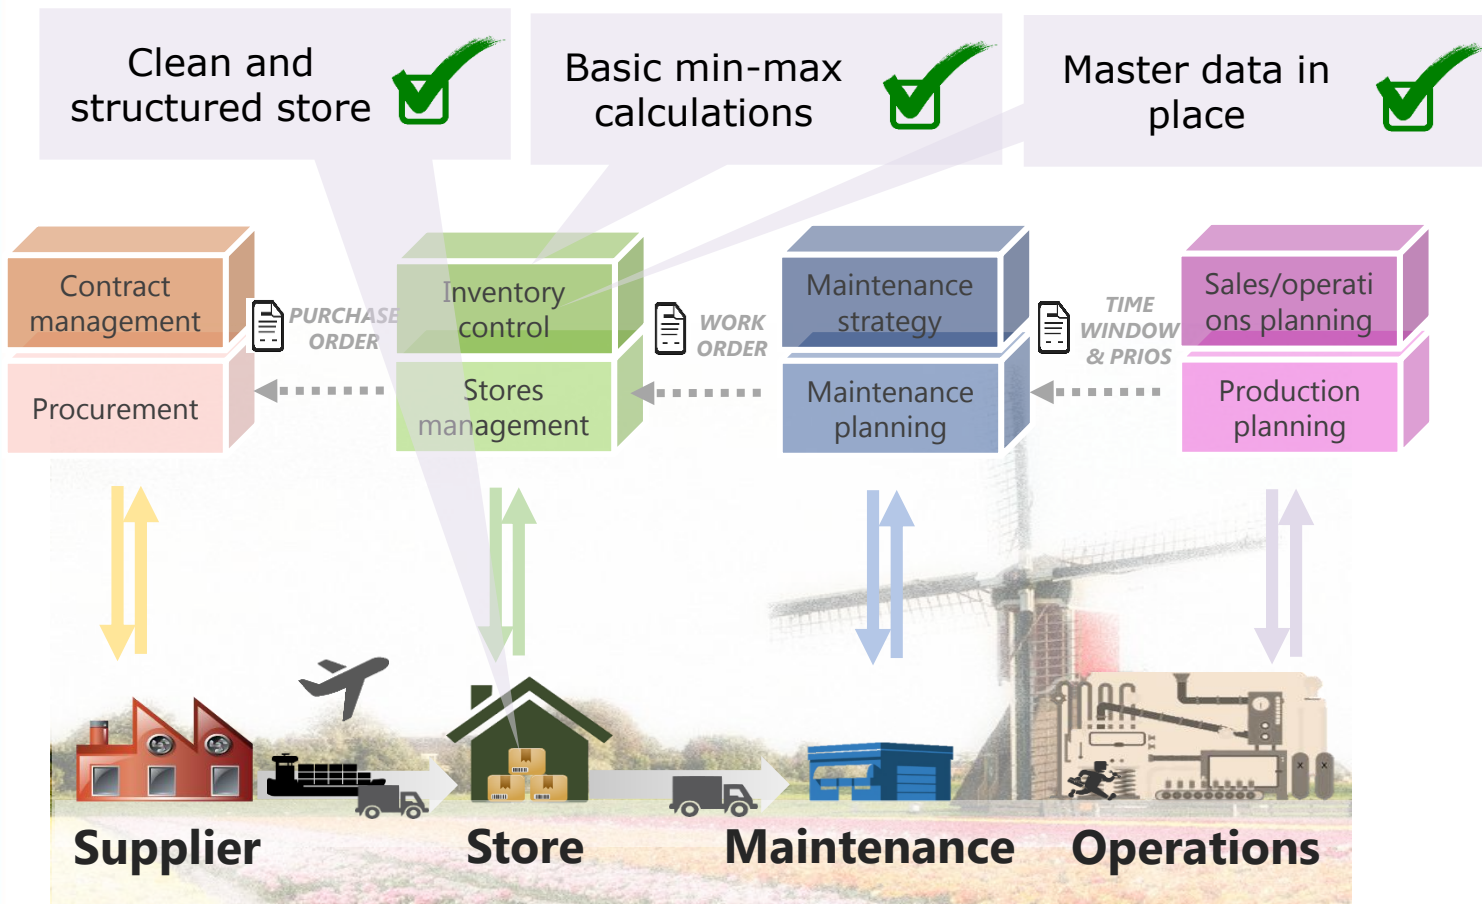 Clean and
structured store
Basic min-max
calculations
Master data in
place
Contract
management
Procurement
PURCHASE
ORDER
Inventory
control
Stores
management
WORK
ORDER
Maintenance
strategy
Maintenance
planning
TIME
WINDOW
& PRIOS
Sales/operati
ons planning
Production
planning
X X
Supplier
Store
Maintenance
Operations